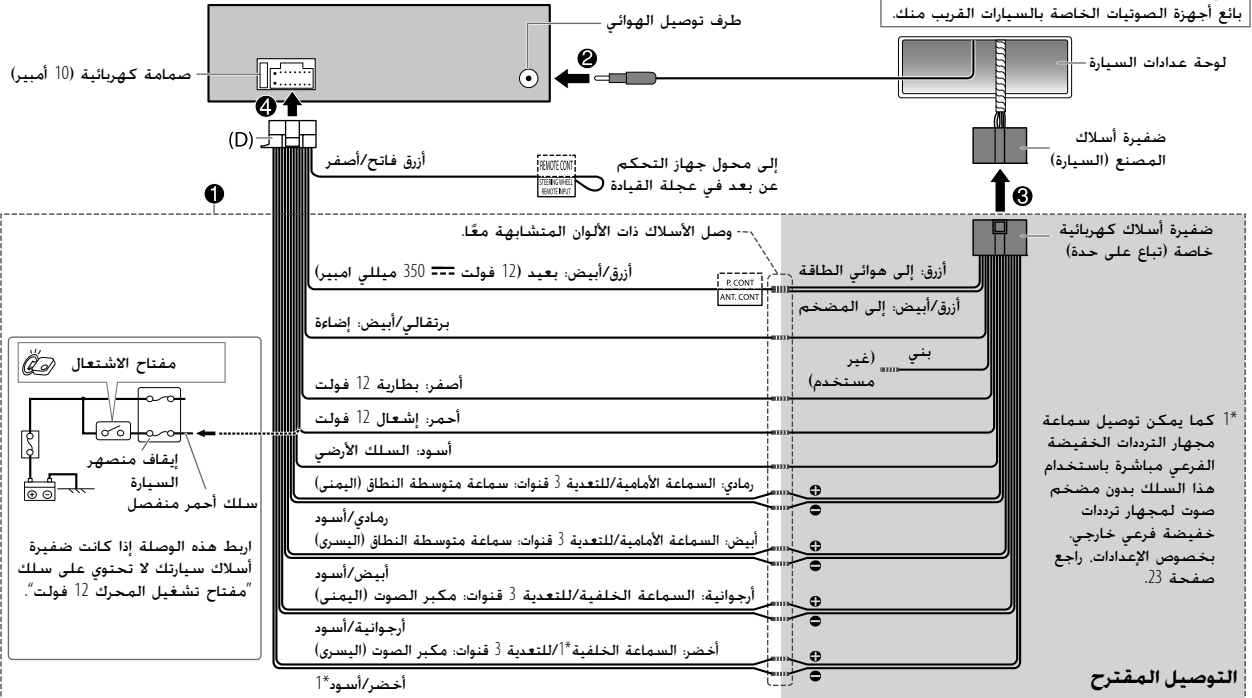 بائع أجهزة الصوتيات الخاصة بالسيارات القريب منك.
طرف توصيل الهوائي
صمامة كهربائية (10 أمبير)
لوحة عدادات السيارة
❷
❹
(D)
ضفيرة أسلاك
المصنع (السيارة)
أزرق فاتح/أصفر
REMOTE CONT
STEERING WHEEL
REMOTE INPUT
إلى محول جهاز التحكم
عن بعد في عجلة القيادة
❶
❸
ضفيرة أسلاك كهربائية
خاصة (تباع على حدة)
وصل الأسلاك ذات الألوان المتشابهة معًا.
أزرق/أبيض: بعيد (12 فولت ⎓ 350 ميللي امبير)
P. CONT
ANT. CONT
أزرق: إلى هوائي الطاقة
أزرق/أبيض: إلى المضخم
برتقالي/أبيض: إضاءة
بني (غير
مستخدم)
أصفر: بطارية 12 فولت
أحمر: إشعال 12 فولت
أسود: السلك الأرضي
رمادي: السماعة الأمامية/للتعدية 3 قنوات: سماعة متوسطة النطاق (اليمنى)
رمادي/أسود
أبيض: السماعة الأمامية/للتعدية 3 قنوات: سماعة متوسطة النطاق (اليسرى)
أبيض/أسود
أرجوانية: السماعة الخلفية/للتعدية 3 قنوات: مكبر الصوت (اليمنى)
أرجوانية/أسود
أخضر: السماعة الخلفية*1/للتعدية 3 قنوات: مكبر الصوت (اليسرى)
أخضر/أسود*1
⊕
⊖
⊕
⊖
⊕
⊖
⊕
⊖
مفتاح الاشتعال
إيقاف منصهر
السيارة
سلك أحمر منفصل
⊕ ⊖
اربط هذه الوصلة إذا كانت ضفيرة
أسلاك سيارتك لا تحتوي على سلك
"مفتاح تشغيل المحرك 12 فولت".
*1 كما يمكن توصيل سماعة
مجهار الترددات الخفيضة
الفرعي مباشرة باستخدام
هذا السلك بدون مضخم
صوت لمجهار ترددات
خفيضة فرعي خارجي.
بخصوص الإعدادات, راجع
صفحة 23.
التوصيل المقترح